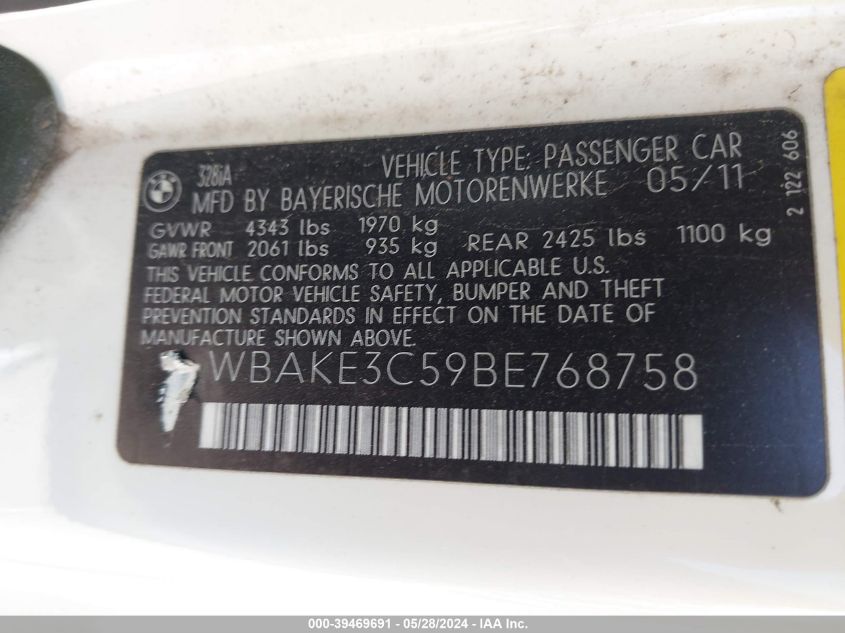 328iA
VEHICLE TYPE: PASSENGER CAR
MFD BY BAYERISCHE MOTORENWERKE 05/11
GVWR 4343 lbs 1970 kg
GAWR FRONT 2061 lbs 935 kg REAR 2425 lbs 1100 kg
THIS VEHICLE CONFORMS TO ALL APPLICABLE U.S.
FEDERAL MOTOR VEHICLE SAFETY, BUMPER AND THEFT
PREVENTION STANDARDS IN EFFECT ON THE DATE OF
MANUFACTURE SHOWN ABOVE.
WBAKE3C59BE768758
2 122 606
000-39469691 - 05/28/2024 - IAA Inc.